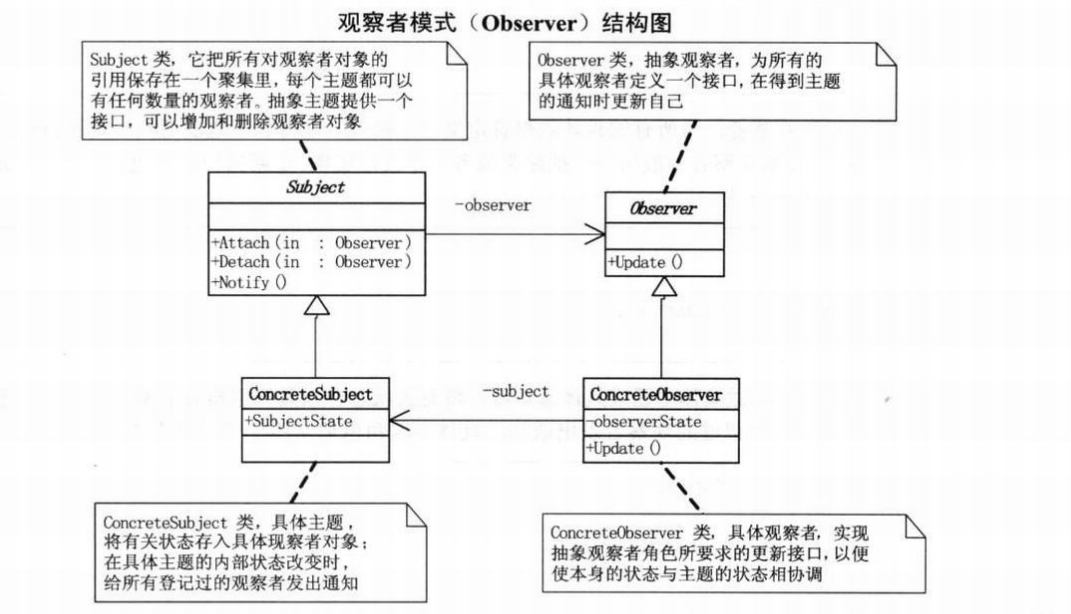 观察者模式（Observer）结构图
Subject 类，它把所有对观察者对象的
引用保存在一个聚集里，每个主题都可以
有任何数量的观察者。抽象主题提供一个
接口，可以增加和删除观察者对象
Observer 类，抽象观察者，为所有的
具体观察者定义一个接口，在得到主题
的通知时更新自己
Subject
+Attach(in : Observer)
+Detach(in : Observer)
+Notify()
-observer
Observer
+Update()
ConcreteSubject
+SubjectState
-subject
ConcreteObserver
observerState
+Update()
ConcreteSubject 类，具体主题，
将有关状态存入具体现察者对象；
在具体主题的内部状态改变时，
给所有登记过的观察者发出通知
ConcreteObserver 类，具体观察者，实现
抽象观察者角色所要求的更新接口，以便
使本身的状态与主题的状态相协调